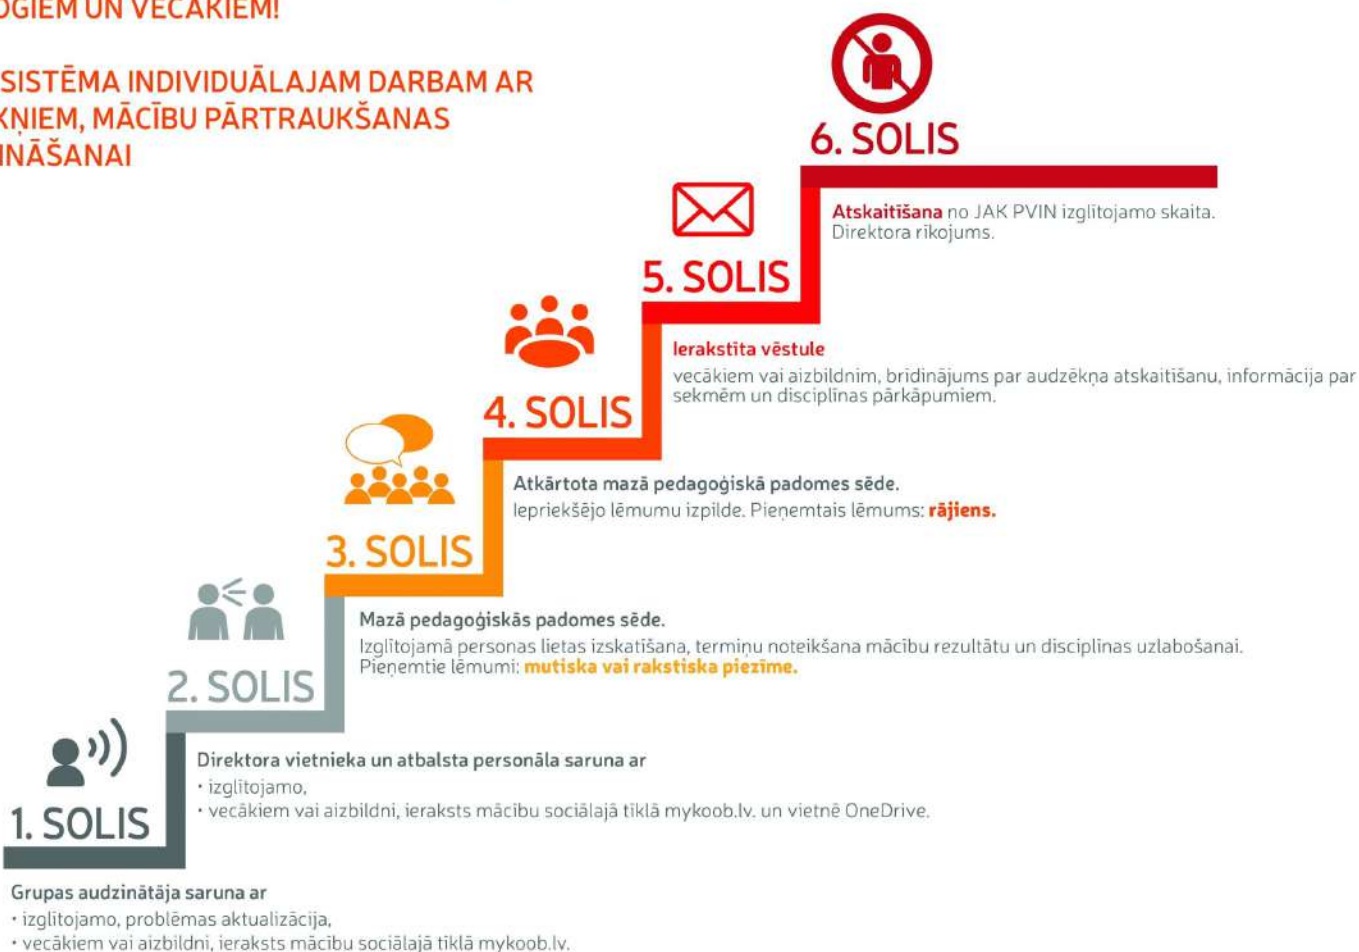 UN VECĀKIEM!
SISTĒMA INDIVIDUĀLAJAM DARBAM AR
MĀCĪBU PĀRTRAUKŠANAS
6. SOLIS
Atskaitīšana no JAK PVIN izglītojamo skaita.
Direktora rīkojums.
5. SOLIS
Ierakstīta vēstule
vecākiem vai aizbildnim, brīdinājums par audzēkņa atskaitīšanu, informācija par
sekmēm un disciplīnas pārkāpumiem.
4. SOLIS
Atkārtota mazā pedagoģiskā padomes sēde.
Iepriekšējo lēmumu izpilde. Pieņemtais lēmums: rājiens.
3. SOLIS
Mazā pedagoģiskās padomes sēde.
Izglītojamā personas lietas izskatīšana, termiņu noteikšana mācību rezultātu un disciplīnas uzlabošanai.
Pieņemtie lēmumi: mutiska vai rakstiska piezīme.
2. SOLIS
Direktora vietnieka un atbalsta personāla saruna ar
• izglītojamo,
• vecākiem vai aizbildni, ieraksts mācību sociālajā tīklā mykoob.lv. un vietnē OneDrive.
1. SOLIS
Grupas audzinātāja saruna ar
• izglītojamo, problēmas aktualizācija,
• vecākiem vai aizbildni, ieraksts mācību sociālajā tīklā mykoob.lv.